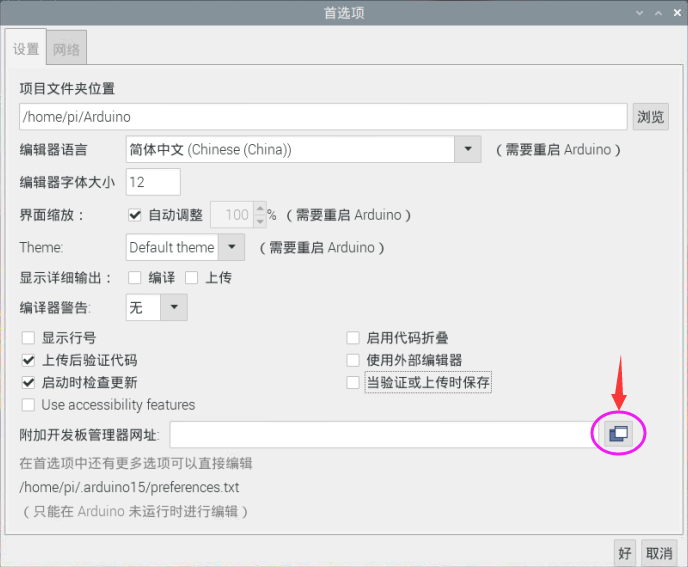 首选项
设置 网络
项目文件夹位置
/home/pi/Arduino 浏览
编辑器语言 简体中文 (Chinese (China)) （需要重启 Arduino ）
编辑器字体大小 12
界面缩放： 自动调整 100 % （需要重启 Arduino ）
Theme: Default theme （需要重启 Arduino ）
显示详细输出： 编译 上传
编译器警告: 无
显示行号 启用代码折叠
上传后验证代码 使用外部编辑器
启动时检查更新 当验证或上传时保存
Use accessibility features
附加开发板管理器网址:
在首选项中还有更多选项可以直接编辑
/home/pi/.arduino15/preferences.txt
（只能在 Arduino 未运行时进行编辑）
好 取消